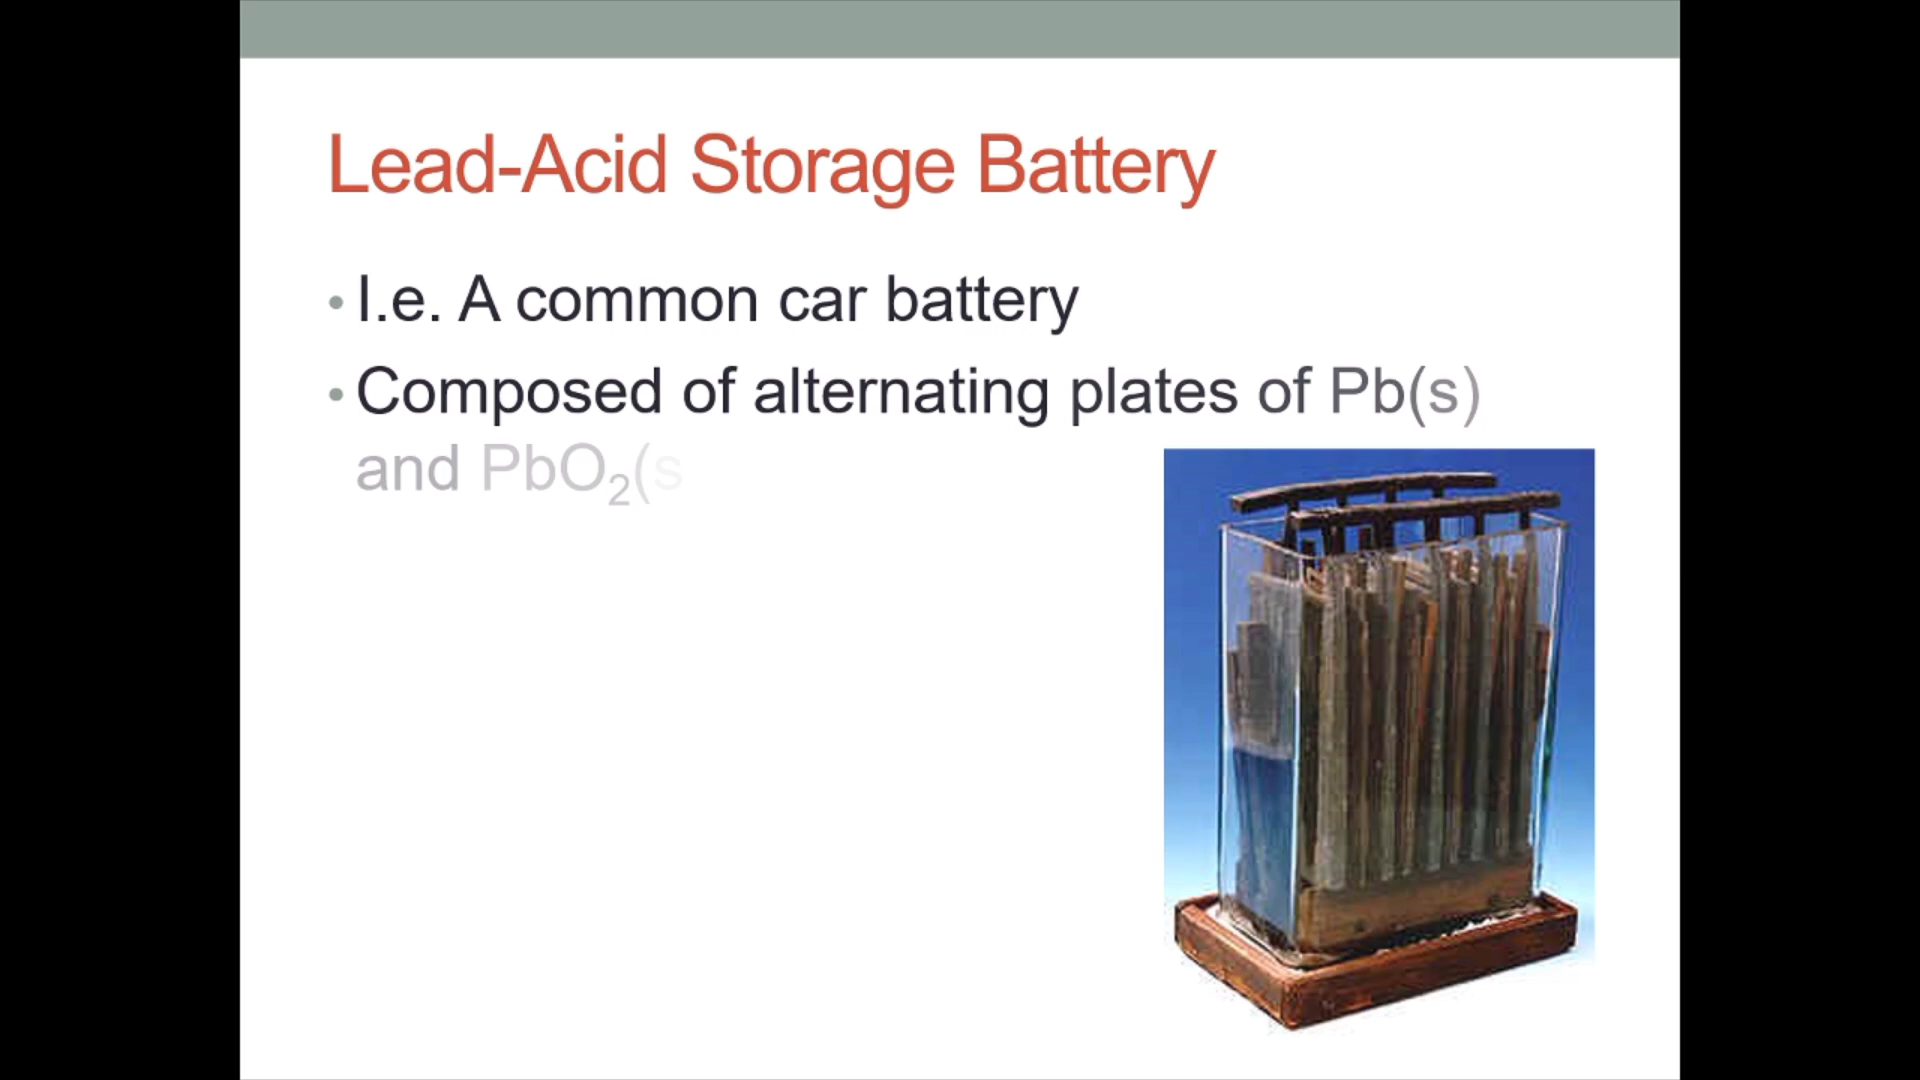 Lead-Acid Storage Battery
• I.e. A common car battery
• Composed of alternating plates of Pb(s)
and PbO₂(s